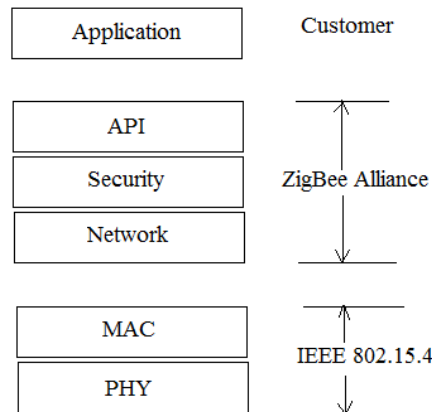 Application Customer
API
Security ZigBee Alliance
Network
MAC
IEEE 802.15.4
PHY